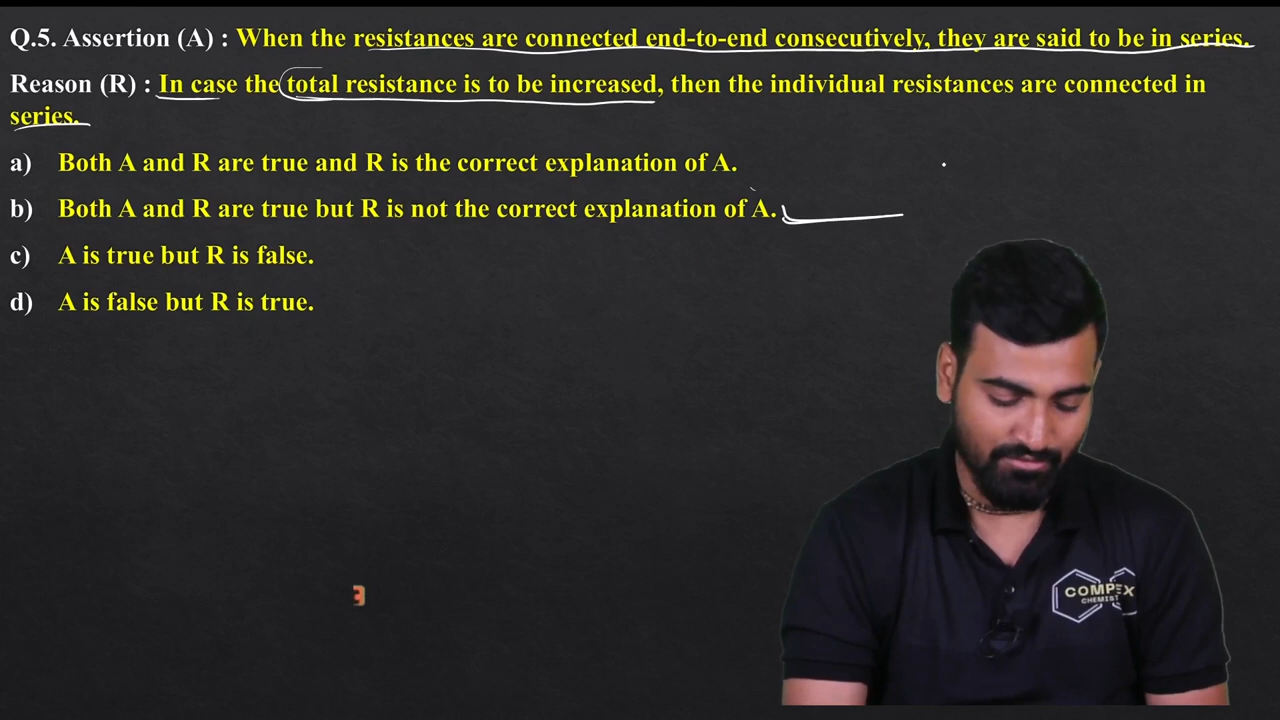 Q.5. Assertion (A) : When the resistances are connected end-to-end consecutively, they are said to be in series.
Reason (R) : In case the total resistance is to be increased, then the individual resistances are connected in
series.
a) Both A and R are true and R is the correct explanation of A.
b) Both A and R are true but R is not the correct explanation of A.
c) A is true but R is false.
d) A is false but R is true.